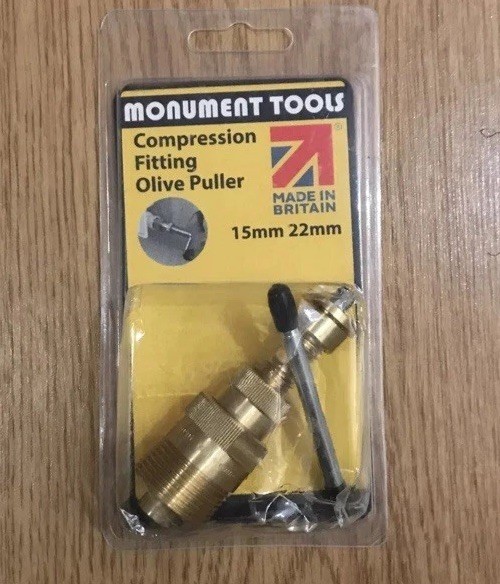 MONUMENT TOOLS
Compression
Fitting
Olive Puller
®
MADE IN
BRITAIN
15mm 22mm